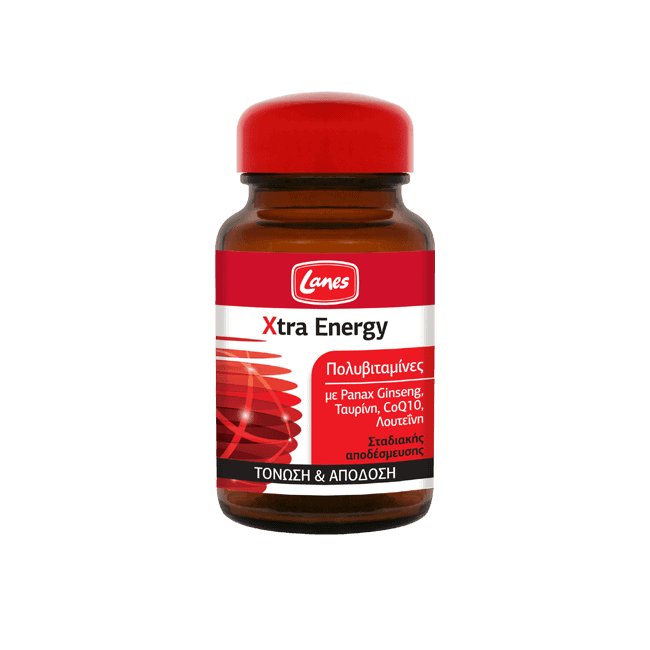 Lanes
Xtra Energy
Πολυβιταμίνες
με Panax Ginseng,
Ταυρίνη, CoQ10,
Λουτεΐνη
Σταδιακής
αποδέσμευσης
ΤΟΝΩΣΗ & ΑΠΟΔΟΣΗ